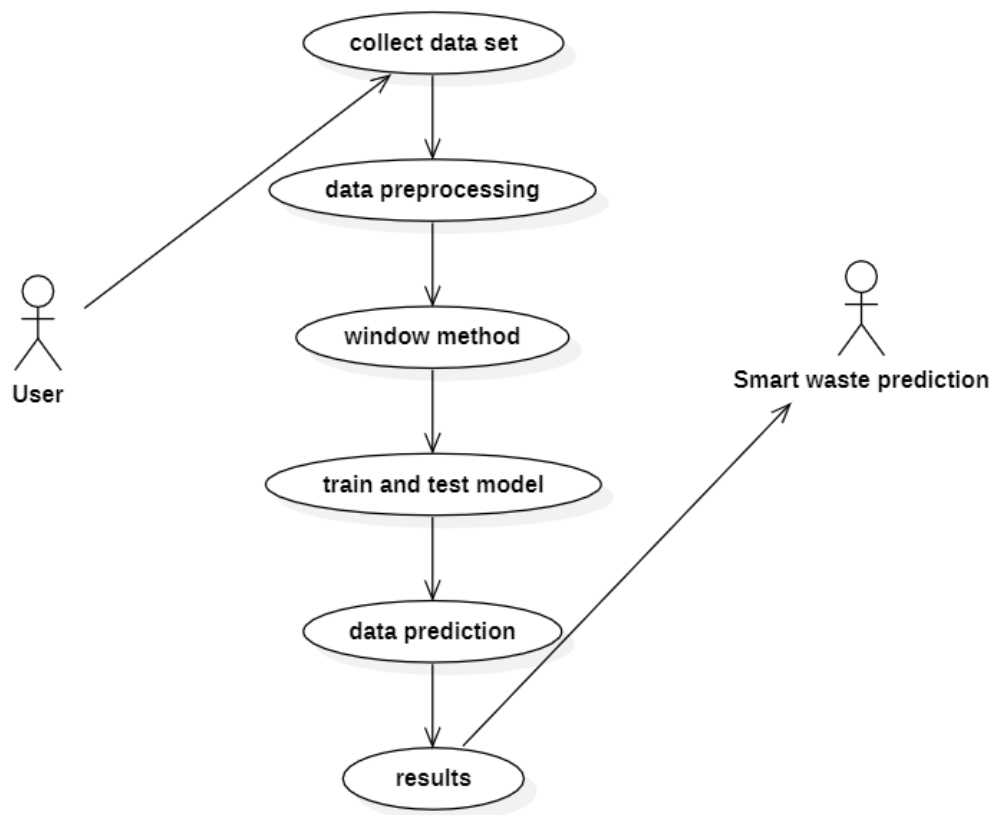 collect data set
data preprocessing
window method
User
Smart waste prediction
train and test model
data prediction
results